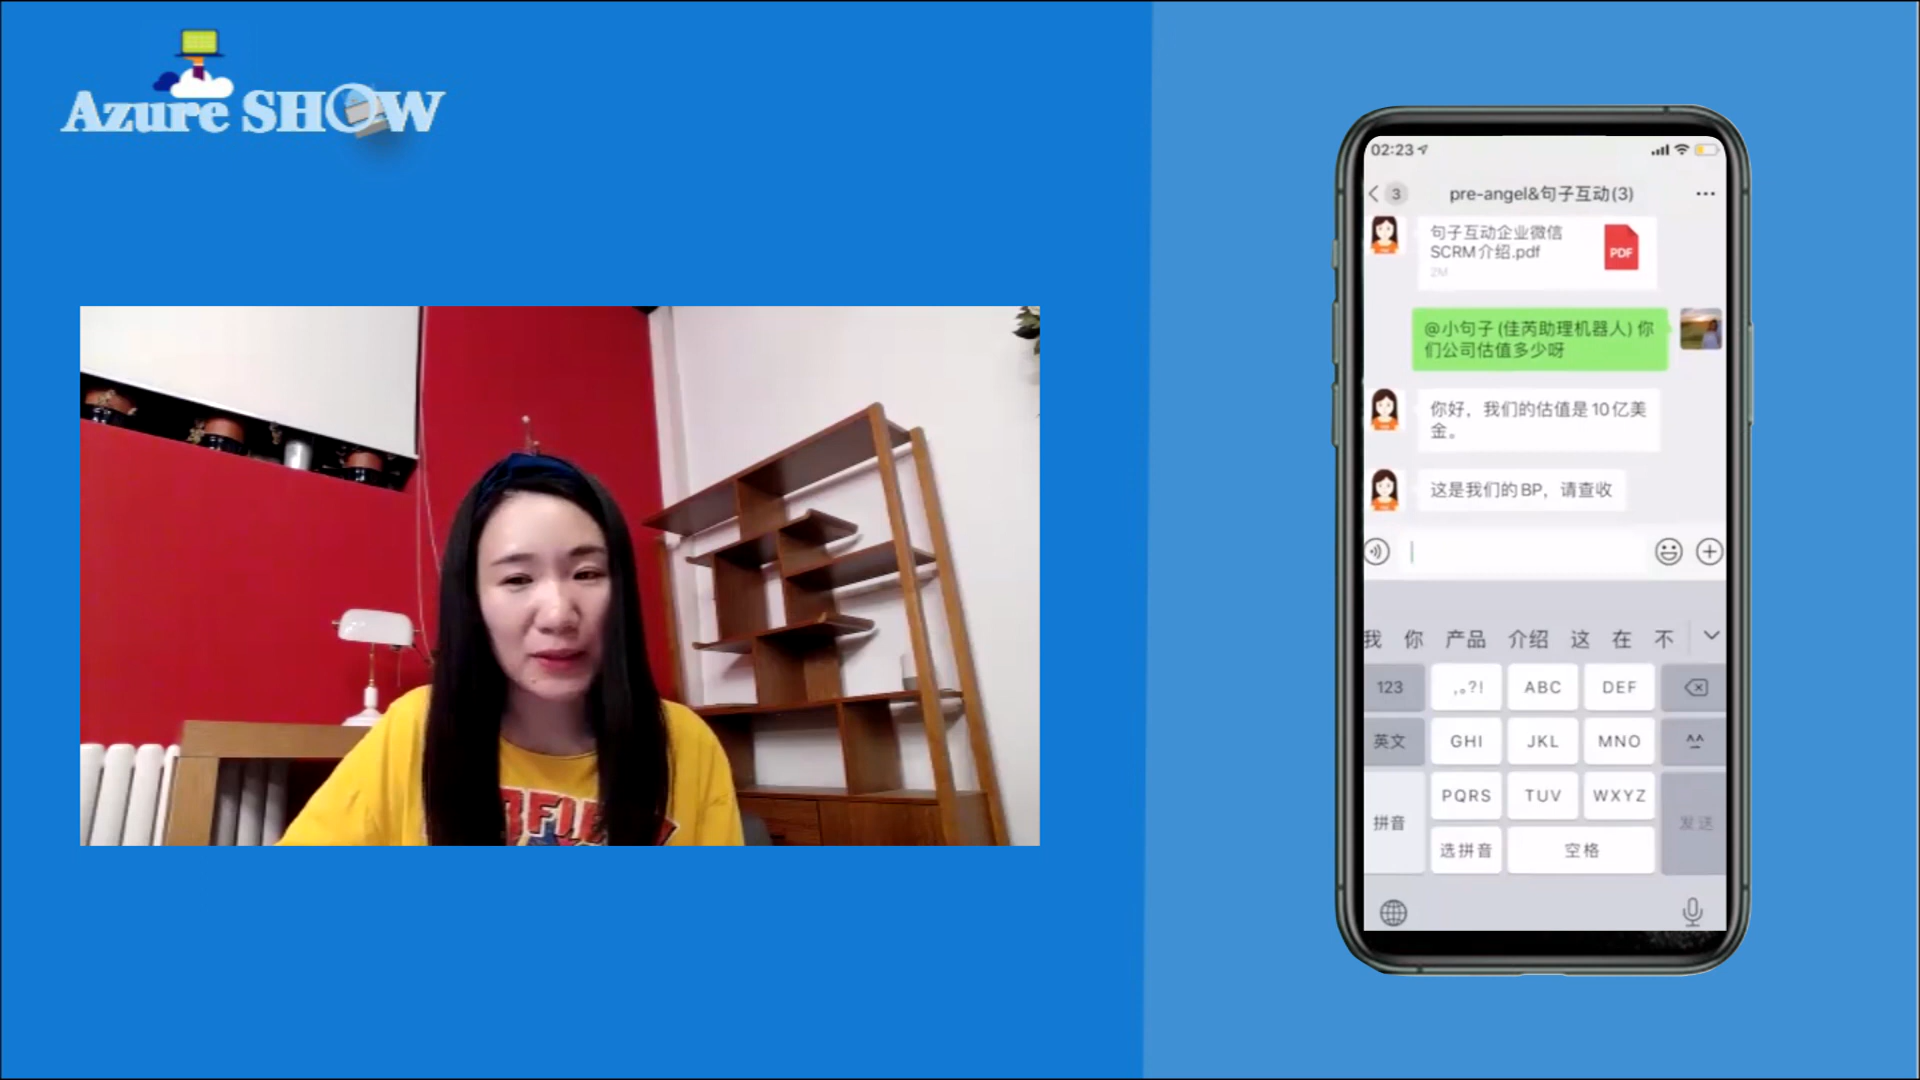 Azure SHOW
02:23
3
pre-angel&句子互动(3)
句子互动企业微信
SCRM介绍.pdf
2M
PDF
@小句子 (佳芮助理机器人) 你
们公司估值多少呀
你好，我们的估值是10亿美
金。
这是我们的BP，请查收
我 你 产品 介绍 这 在 不
123 ,。?! ABC DEF
英文 GHI JKL MNO ^^
拼音 PQRS TUV WXYZ 发送
选拼音 空格